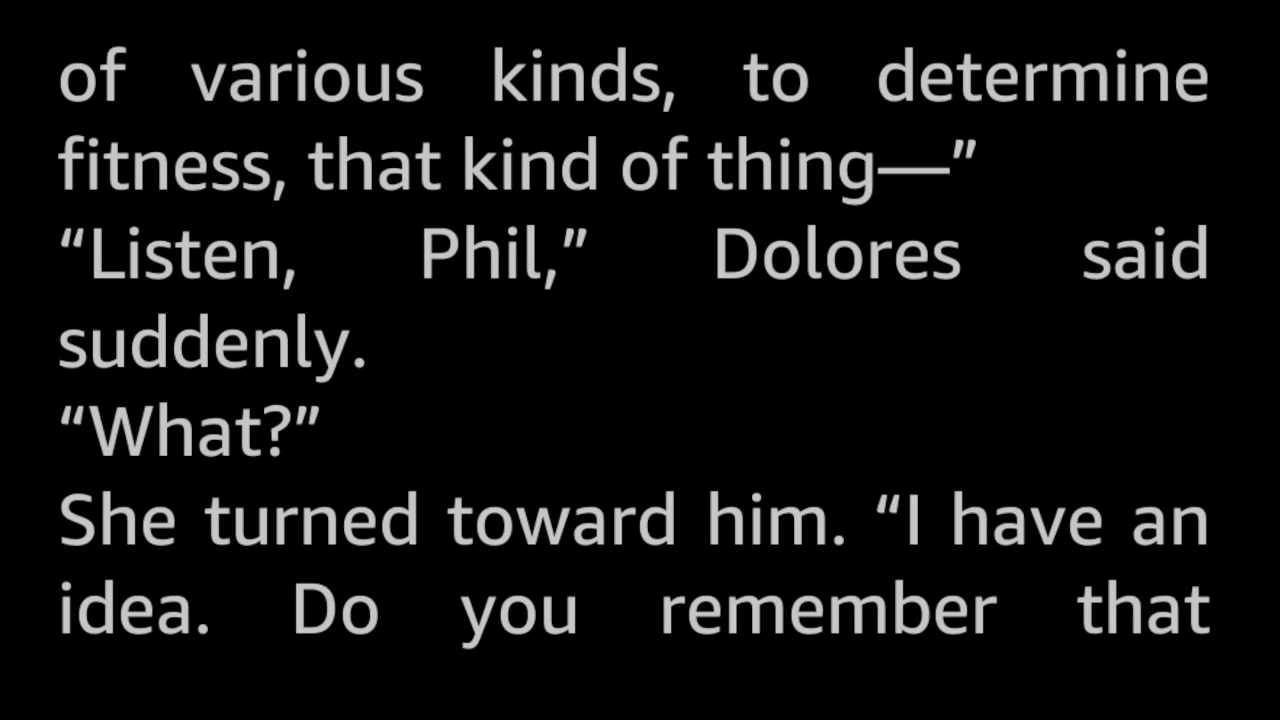 of various kinds, to determine
fitness, that kind of thing—”
“Listen, Phil,” Dolores said
suddenly.
“What?”
She turned toward him. “I have an
idea. Do you remember that